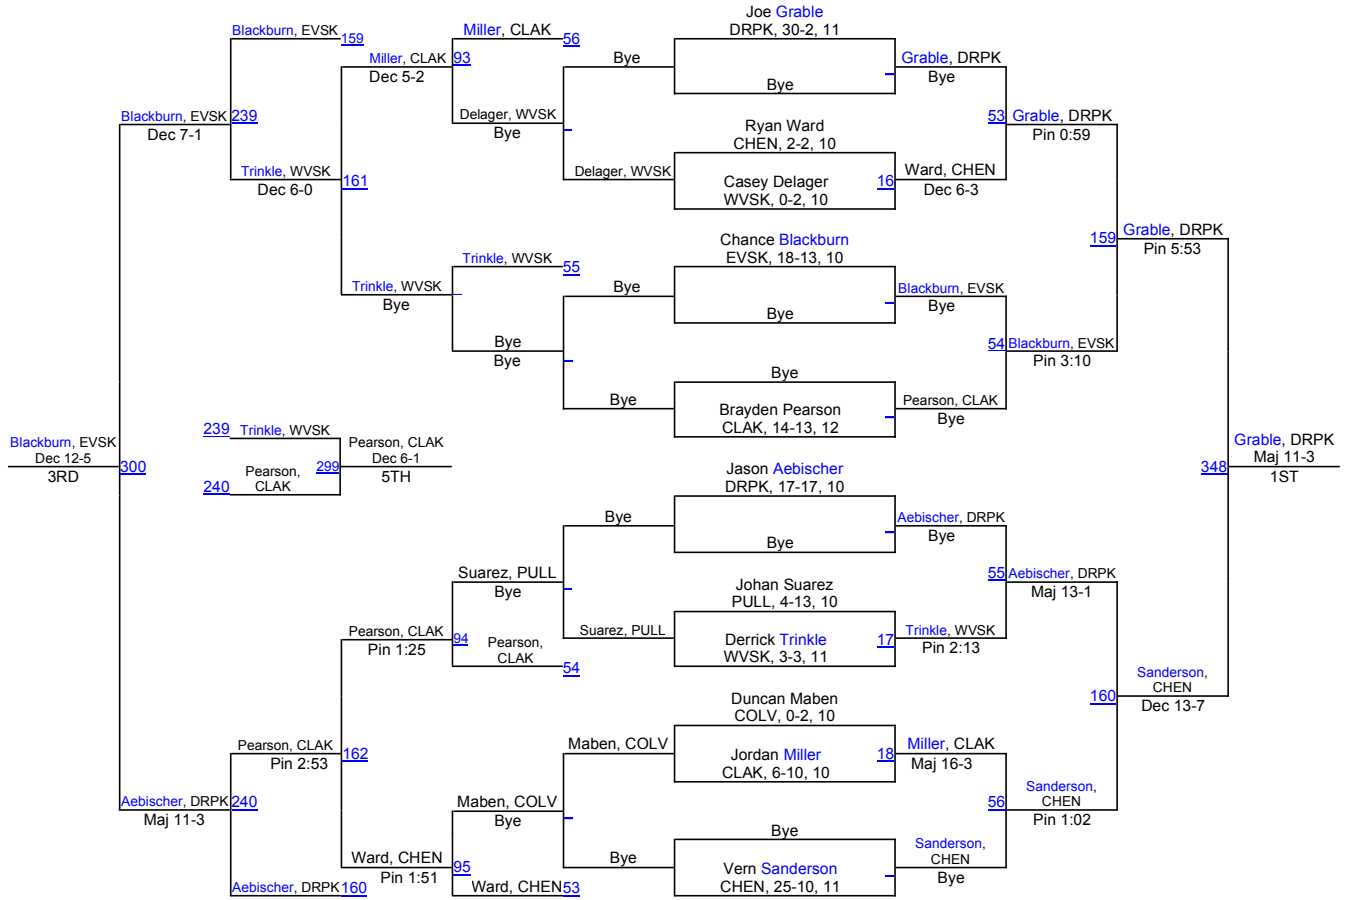 Joe Grable
DRPK, 30-2, 11
Blackburn, EVSK
159
Miller, CLAK
56
Miller, CLAK
93
Dec 5-2
Bye
Bye
Grable, DRPK
Bye
Blackburn, EVSK
239
Dec 7-1
Delager, WVSK
Bye
53
Grable, DRPK
Pin 0:59
Ryan Ward
CHEN, 2-2, 10
Trinkle, WVSK
Dec 6-0
161
Delager, WVSK
Casey Delager
WVSK, 0-2, 10
16
Ward, CHEN
Dec 6-3
159
Grable, DRPK
Pin 5:53
Chance Blackburn
EVSK, 18-13, 10
Trinkle, WVSK
55
Trinkle, WVSK
Bye
Bye
Bye
Blackburn, EVSK
Bye
Bye
Bye
54
Blackburn, EVSK
Pin 3:10
Bye
Bye
Brayden Pearson
CLAK, 14-13, 12
Pearson, CLAK
Bye
239
Trinkle, WVSK
Blackburn, EVSK
Dec 12-5
3RD
300
Pearson, CLAK
Dec 6-1
5TH
299
Pearson,
CLAK
240
Grable, DRPK
Maj 11-3
1ST
348
Jason Aebischer
DRPK, 17-17, 10
Bye
Bye
Aebischer, DRPK
Bye
Suarez, PULL
Bye
55
Aebischer, DRPK
Maj 13-1
Johan Suarez
PULL, 4-13, 10
Pearson, CLAK
Pin 1:25
94
Pearson,
CLAK
54
Suarez, PULL
Derrick Trinkle
WVSK, 3-3, 11
17
Trinkle, WVSK
Pin 2:13
160
Sanderson,
CHEN
Dec 13-7
Duncan Maben
COLV, 0-2, 10
Pearson, CLAK
Pin 2:53
162
Maben, COLV
Jordan Miller
CLAK, 6-10, 10
18
Miller, CLAK
Maj 16-3
Aebischer, DRPK
240
Maj 11-3
Maben, COLV
Bye
56
Sanderson,
CHEN
Pin 1:02
Bye
Ward, CHEN
Pin 1:51
95
Bye
Vern Sanderson
CHEN, 25-10, 11
Sanderson,
CHEN
Bye
Aebischer, DRPK
160
Ward, CHEN
53